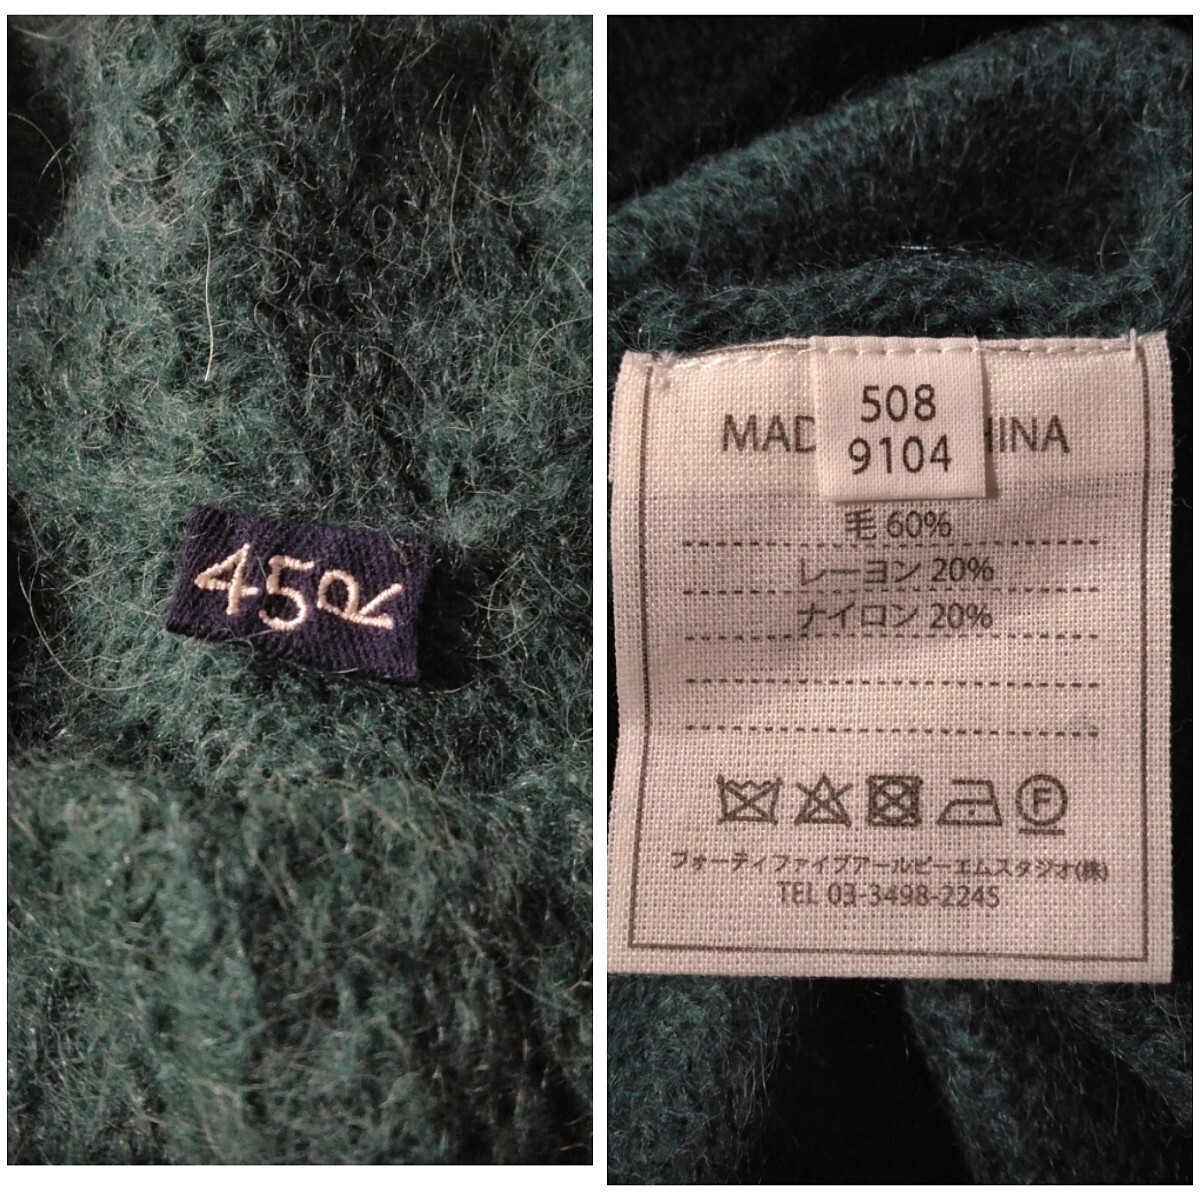 45R
508
9104
MAD HINA
毛 60%
レーヨン 20%
ナイロン 20%
F
フォーティファイブアールピーエムスタジオ(株)
TEL 03-3498-2245